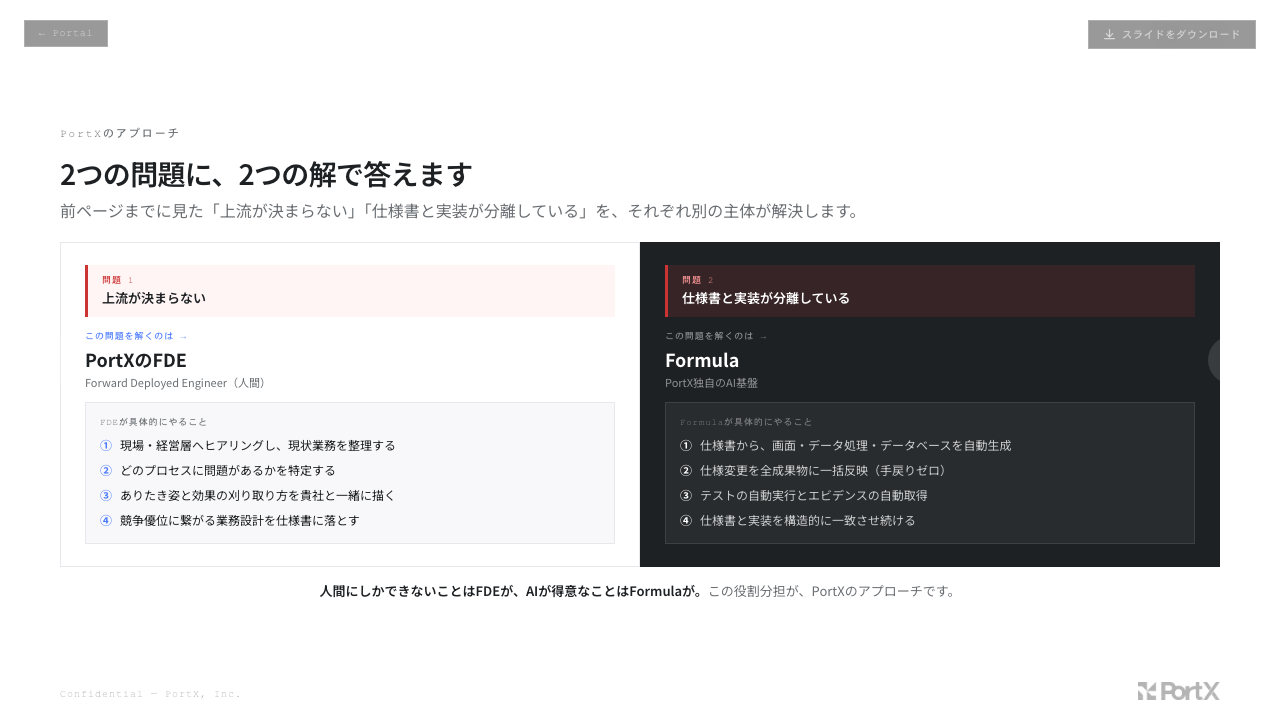 ← Portal
スライドをダウンロード
PortXのアプローチ
2つの問題に、2つの解で答えます
前ページまでに見た「上流が決まらない」「仕様書と実装が分離している」を、それぞれ別の主体が解決します。
問題 1
上流が決まらない
この問題を解くのは →
PortXのFDE
Forward Deployed Engineer（人間）
FDEが具体的にやること
① 現場・経営層へヒアリングし、現状業務を整理する
② どのプロセスに問題があるかを特定する
③ ありたき姿と効果の刈り取り方を貴社と一緒に描く
④ 競争優位に繋がる業務設計を仕様書に落とす
問題 2
仕様書と実装が分離している
この問題を解くのは →
Formula
PortX独自のAI基盤
Formulaが具体的にやること
① 仕様書から、画面・データ処理・データベースを自動生成
② 仕様変更を全成果物に一括反映（手戻りゼロ）
③ テストの自動実行とエビデンスの自動取得
④ 仕様書と実装を構造的に一致させ続ける
人間にしかできないことはFDEが、AIが得意なことはFormulaが。この役割分担が、PortXのアプローチです。
Confidential — PortX, Inc.
PortX